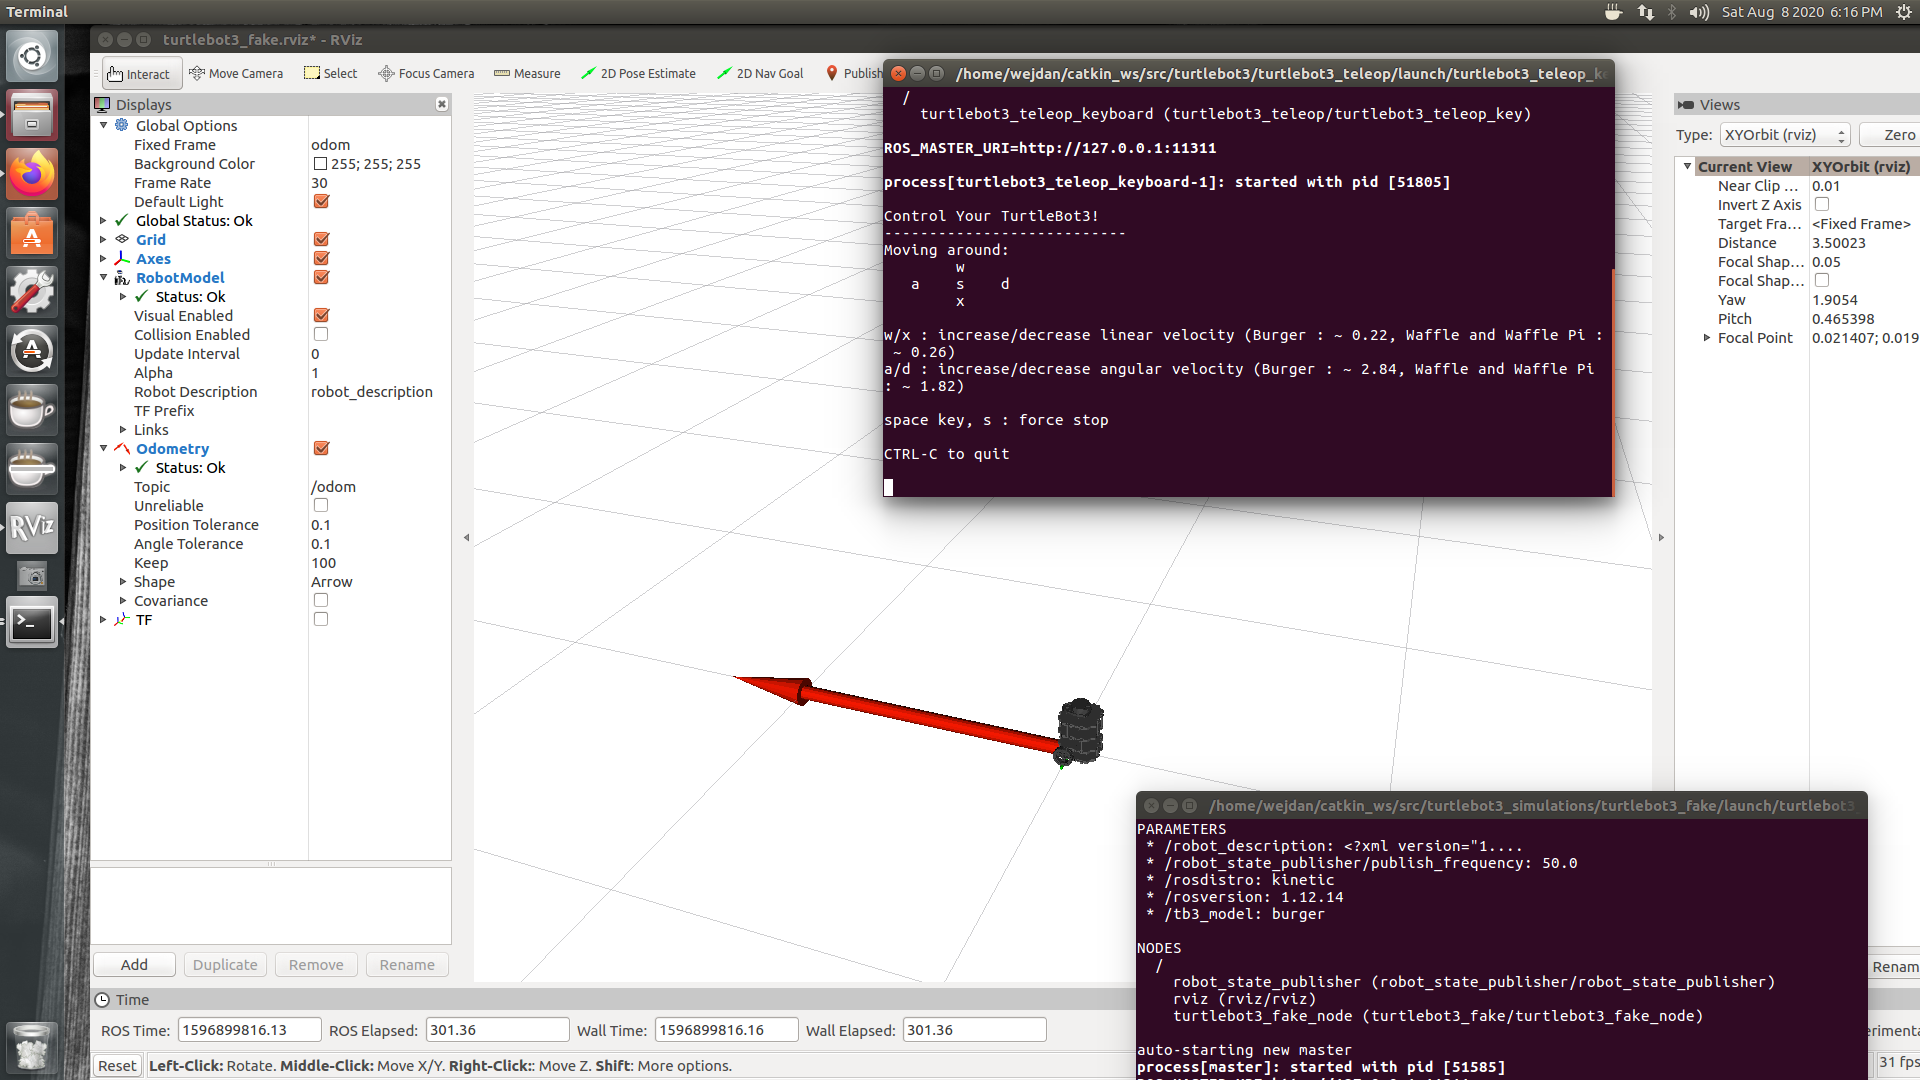 Terminal
Sat Aug 8 2020 6:16 PM
turtlebot3_fake.rviz* - RViz
Interact
Move Camera
Select
Focus Camera
Measure
2D Pose Estimate
2D Nav Goal
Publish
Displays
Global Options
Fixed Frame odom
Background Color 255; 255; 255
Frame Rate 30
Default Light
Global Status: Ok
Grid
Axes
RobotModel
Status: Ok
Visual Enabled
Collision Enabled
Update Interval 0
Alpha 1
Robot Description robot_description
TF Prefix
Links
Odometry
Status: Ok
Topic /odom
Unreliable
Position Tolerance 0.1
Angle Tolerance 0.1
Keep 100
Shape Arrow
Covariance
TF
RViz
Add
Duplicate
Remove
Rename
/home/wejdan/catkin_ws/src/turtlebot3/turtlebot3_teleop/launch/turtlebot3_teleop_ke
/
turtlebot3_teleop_keyboard (turtlebot3_teleop/turtlebot3_teleop_key)
ROS_MASTER_URI=http://127.0.0.1:11311
process[turtlebot3_teleop_keyboard-1]: started with pid [51805]
Control Your TurtleBot3!
---------------------------
Moving around:
w
a s d
x
w/x : increase/decrease linear velocity (Burger : ~ 0.22, Waffle and Waffle Pi :
~ 0.26)
a/d : increase/decrease angular velocity (Burger : ~ 2.84, Waffle and Waffle Pi
: ~ 1.82)
space key, s : force stop
CTRL-C to quit
Views
Type: XYOrbit (rviz) Zero
Current View XYOrbit (rviz)
Near Clip ... 0.01
Invert Z Axis
Target Fra... <Fixed Frame>
Distance 3.50023
Focal Shap... 0.05
Focal Shap...
Yaw 1.9054
Pitch 0.465398
Focal Point 0.021407; 0.019
/home/wejdan/catkin_ws/src/turtlebot3_simulations/turtlebot3_fake/launch/turtlebot3
PARAMETERS
* /robot_description: <?xml version="1....
* /robot_state_publisher/publish_frequency: 50.0
* /rosdistro: kinetic
* /rosversion: 1.12.14
* /tb3_model: burger
NODES
/
robot_state_publisher (robot_state_publisher/robot_state_publisher)
rviz (rviz/rviz)
turtlebot3_fake_node (turtlebot3_fake/turtlebot3_fake_node)
auto-starting new master
process[master]: started with pid [51585]
Renam
Time
ROS Time: 1596899816.13 ROS Elapsed: 301.36 Wall Time: 1596899816.16 Wall Elapsed: 301.36
erimenta
Reset
Left-Click: Rotate. Middle-Click: Move X/Y. Right-Click:: Move Z. Shift: More options.
31 fps